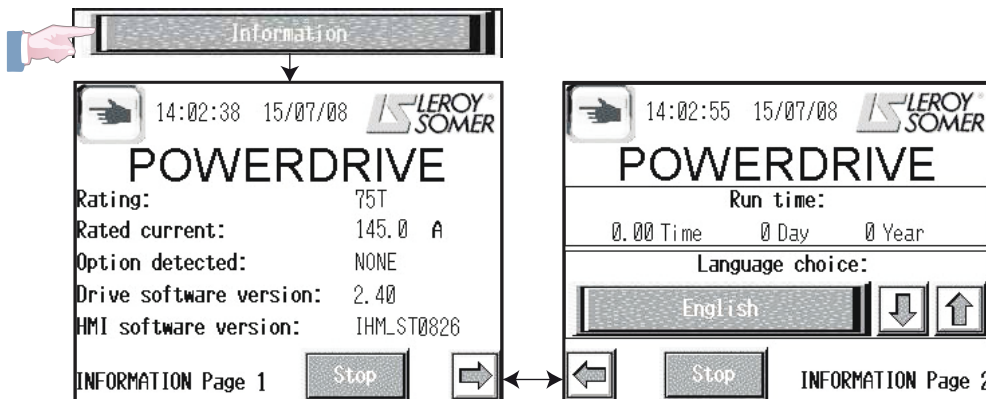 Information
14:02:38 15/07/08 LEROY SOMER
POWERDRIVE
Rating: 75T
Rated current: 145.0 A
Option detected: NONE
Drive software version: 2.40
HMI software version: IHM_ST0826
INFORMATION Page 1 Stop
14:02:55 15/07/08 LEROY SOMER
POWERDRIVE
Run time:
0.00 Time 0 Day 0 Year
Language choice:
English
Stop INFORMATION Page 2